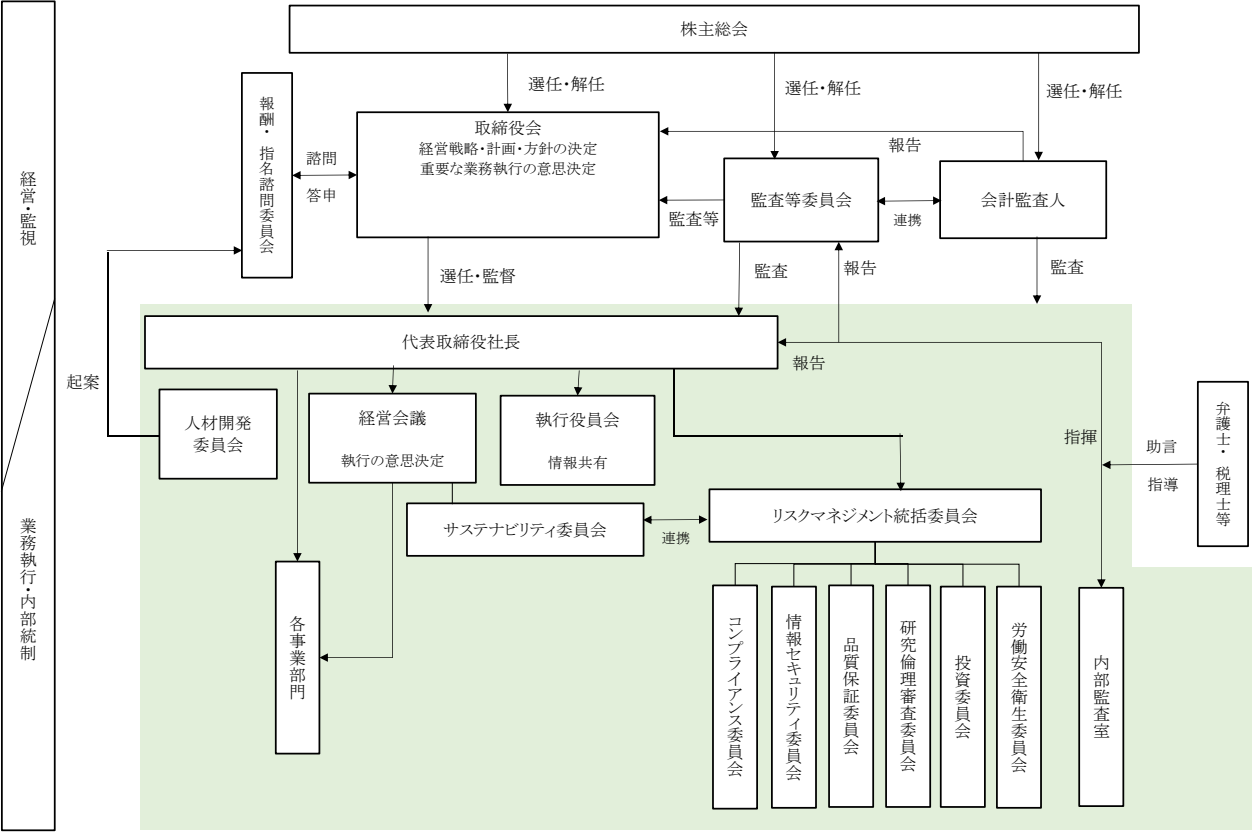 株主総会
選任・解任
選任・解任
選任・解任
経営・監視
業務執行・内部統制
報酬・指名諮問委員会
諮問
答申
取締役会
経営戦略・計画・方針の決定
重要な業務執行の意思決定
報告
監査等
監査等委員会
連携
会計監査人
選任・監督
監査
報告
監査
代表取締役社長
報告
起案
人材開発
委員会
経営会議
執行の意思決定
執行役員会
情報共有
指揮
助言
指導
弁護士・税理士等
サステナビリティ委員会
連携
リスクマネジメント統括委員会
各事業部門
コンプライアンス委員会
情報セキュリティ委員会
品質保証委員会
研究倫理審査委員会
投資委員会
労働安全衛生委員会
内部監査室